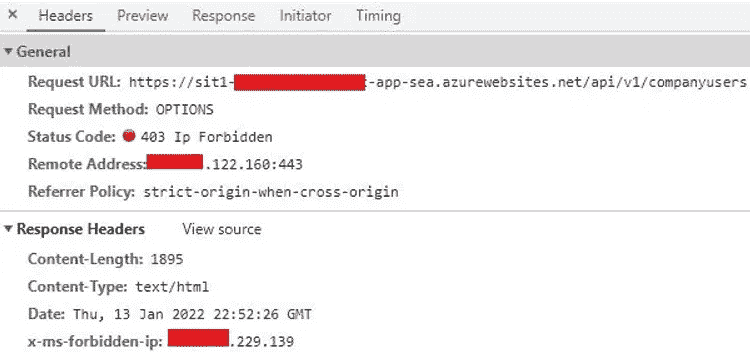 × Headers Preview Response Initiator Timing
▼ General
Request URL: https://sit1- -app-sea.azurewebsites.net/api/v1/companyusers
Request Method: OPTIONS
Status Code: 403 Ip Forbidden
Remote Address: .122.160:443
Referrer Policy: strict-origin-when-cross-origin
▼ Response Headers View source
Content-Length: 1895
Content-Type: text/html
Date: Thu, 13 Jan 2022 22:52:26 GMT
x-ms-forbidden-ip: .229.139